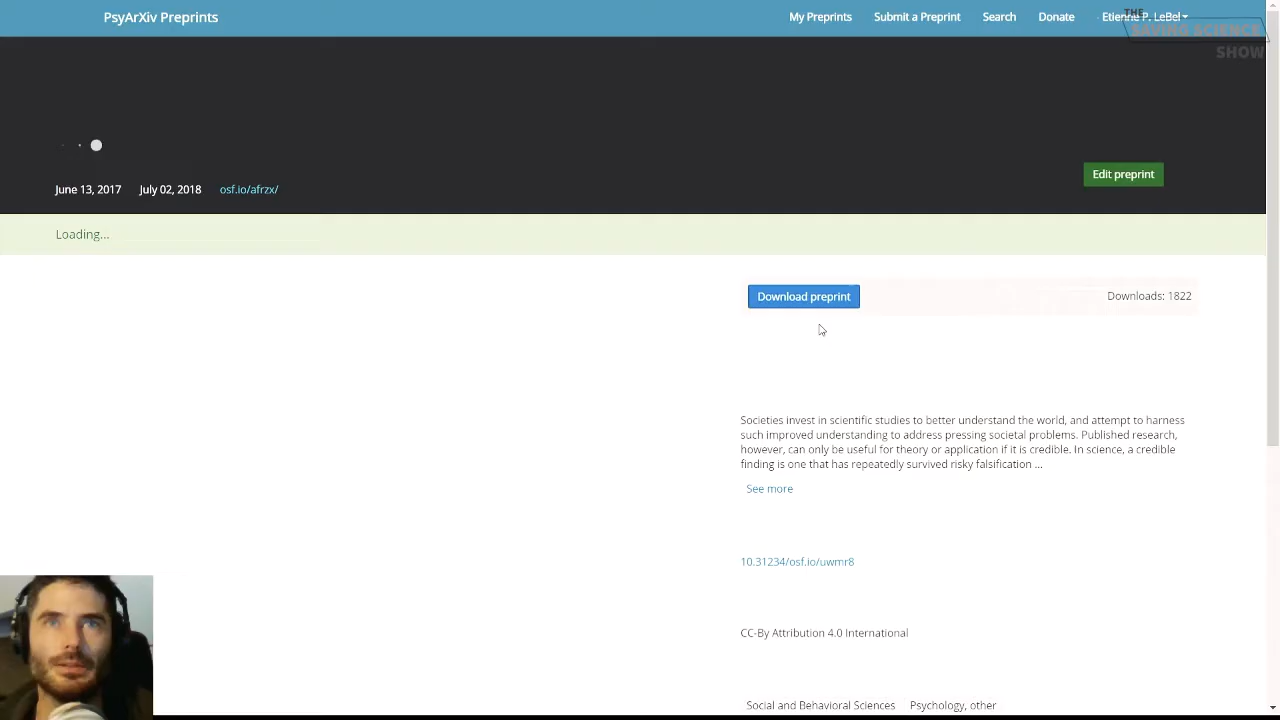 PsyArXiv Preprints
My Preprints
Submit a Preprint
Search
Donate
Etienne P. LeBel
THE
SAVING SCIENCE
SHOW
June 13, 2017
July 02, 2018
osf.io/afrzx/
Edit preprint
Loading...
Download preprint
Downloads: 1822
Societies invest in scientific studies to better understand the world, and attempt to harness
such improved understanding to address pressing societal problems. Published research,
however, can only be useful for theory or application if it is credible. In science, a credible
finding is one that has repeatedly survived risky falsification ...
See more
10.31234/osf.io/uwmr8
CC-By Attribution 4.0 International
Social and Behavioral Sciences
Psychology, other